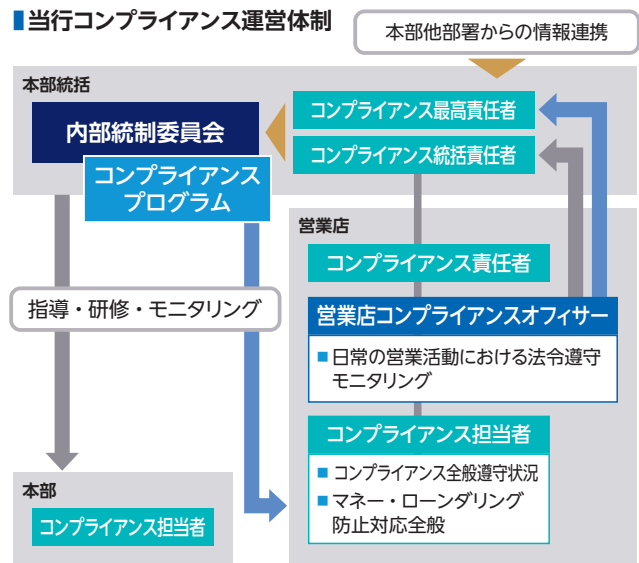 当行コンプライアンス運営体制
本部他部署からの情報連携
本部統括
内部統制委員会
コンプライアンス
プログラム
コンプライアンス最高責任者
コンプライアンス統括責任者
営業店
コンプライアンス責任者
指導・研修・モニタリング
営業店コンプライアンスオフィサー
■日常の営業活動における法令遵守
モニタリング
コンプライアンス担当者
■コンプライアンス全般遵守状況
■マネー・ローンダリング
防止対応全般
本部
コンプライアンス担当者